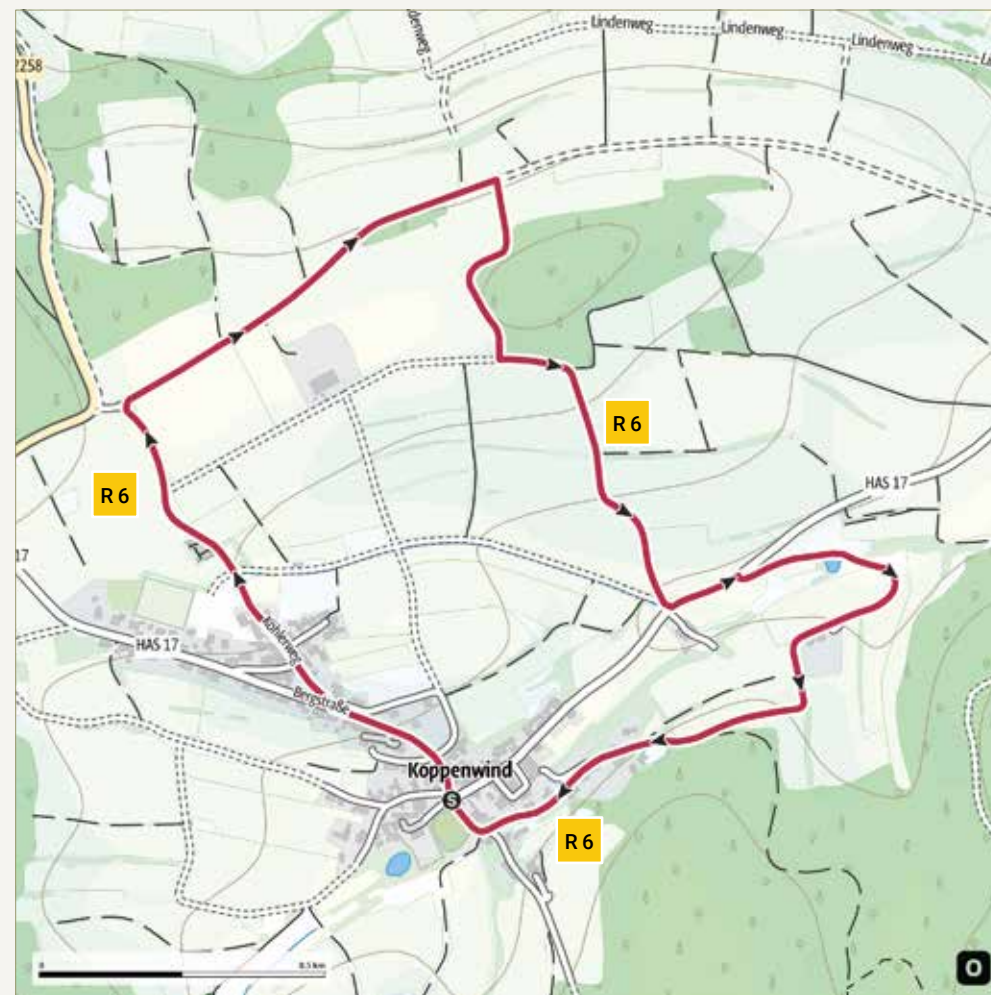 Lindenweg
Lindenweg
Lindenweg
denweg
Li
2258
R 6
R 6
HAS 17
17
HAS 17
Kohlerweg
Bergstraße
Koppenwind
S
R 6
0
0.5 km
O